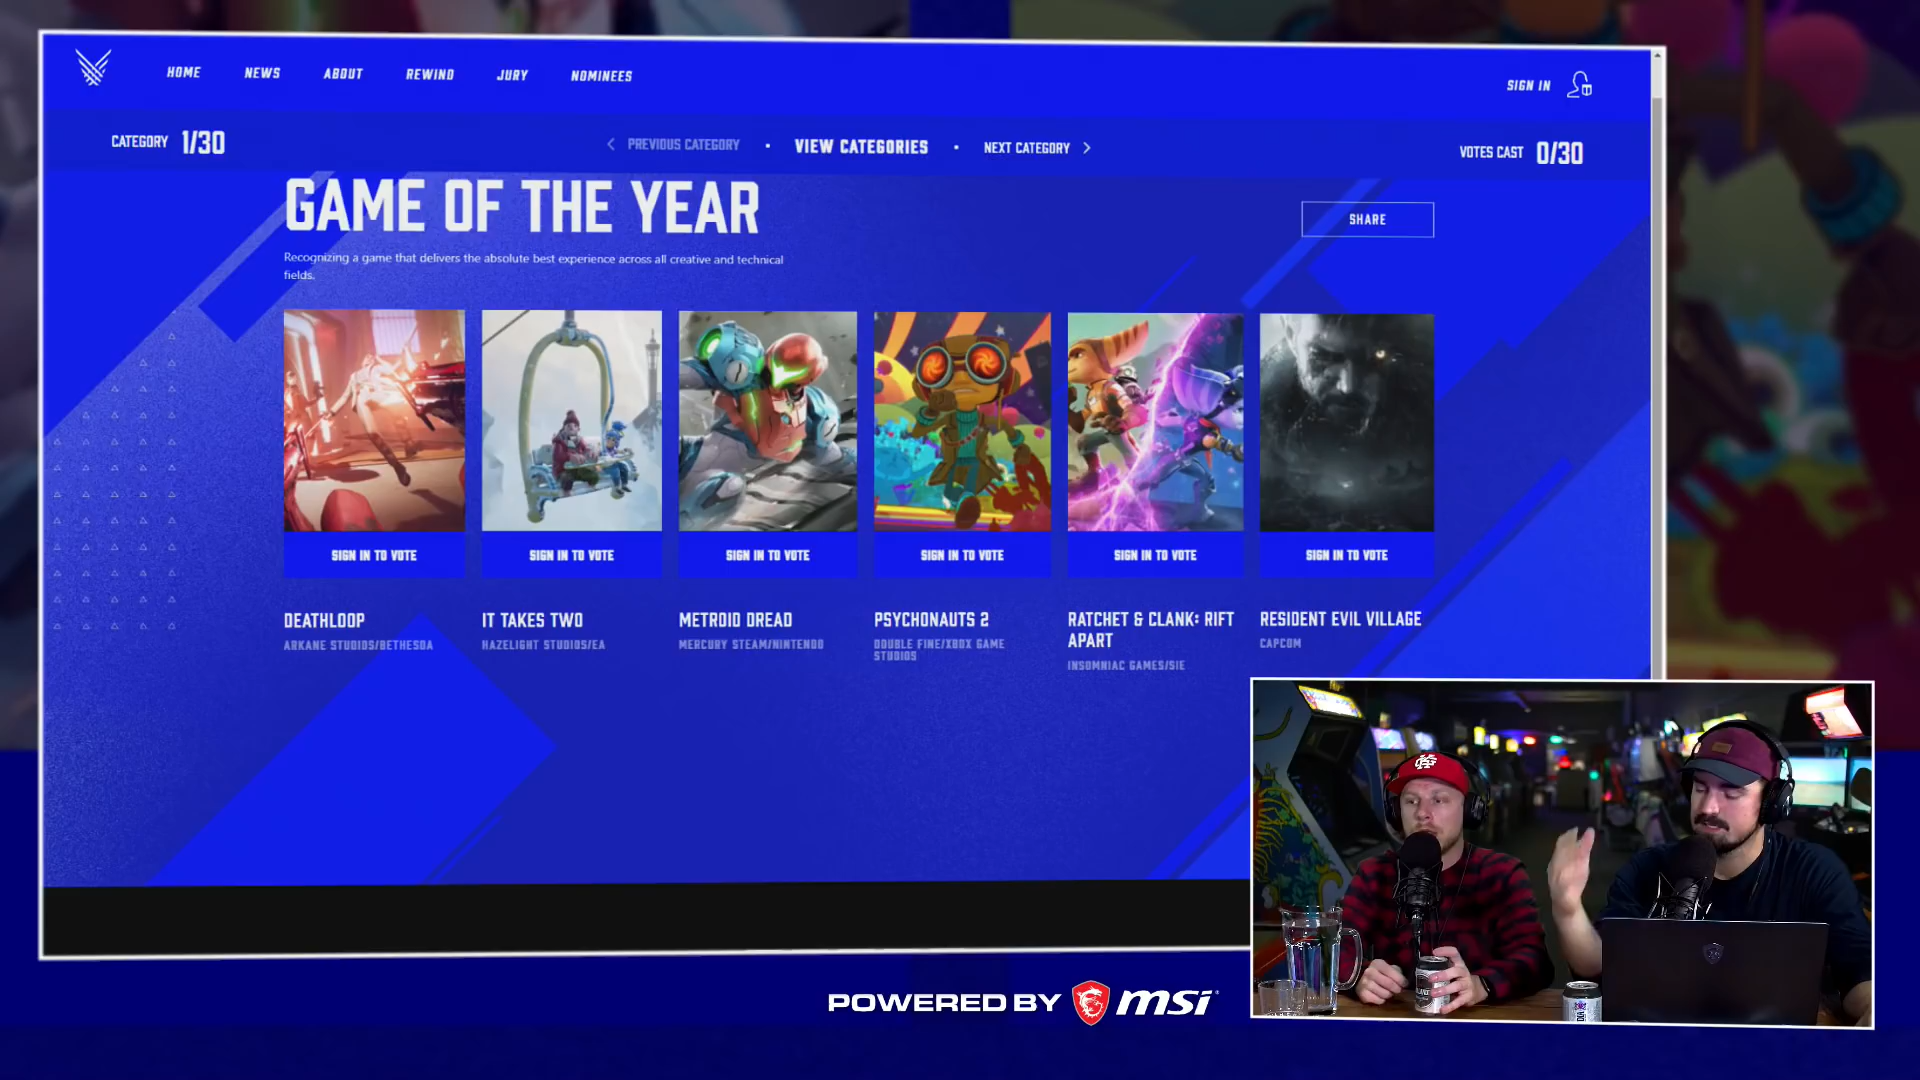 HOME NEWS ABOUT REWIND JURY NOMINEES SIGN IN
CATEGORY 1/30 PREVIOUS CATEGORY • VIEW CATEGORIES • NEXT CATEGORY VOTES CAST 0/30
GAME OF THE YEAR
SHARE
Recognizing a game that delivers the absolute best experience across all creative and technical
fields.
SIGN IN TO VOTE SIGN IN TO VOTE SIGN IN TO VOTE SIGN IN TO VOTE SIGN IN TO VOTE SIGN IN TO VOTE
DEATHLOOP
ARKANE STUDIOS/BETHESDA
IT TAKES TWO
HAZELIGHT STUDIOS/EA
METROID DREAD
MERCURY STEAM/NINTENDO
PSYCHONAUTS 2
DOUBLE FINE/XBOX GAME
STUDIOS
RATCHET & CLANK: RIFT
APART
INSOMNIAC GAMES/SIE
RESIDENT EVIL VILLAGE
CAPCOM
POWERED BY msi